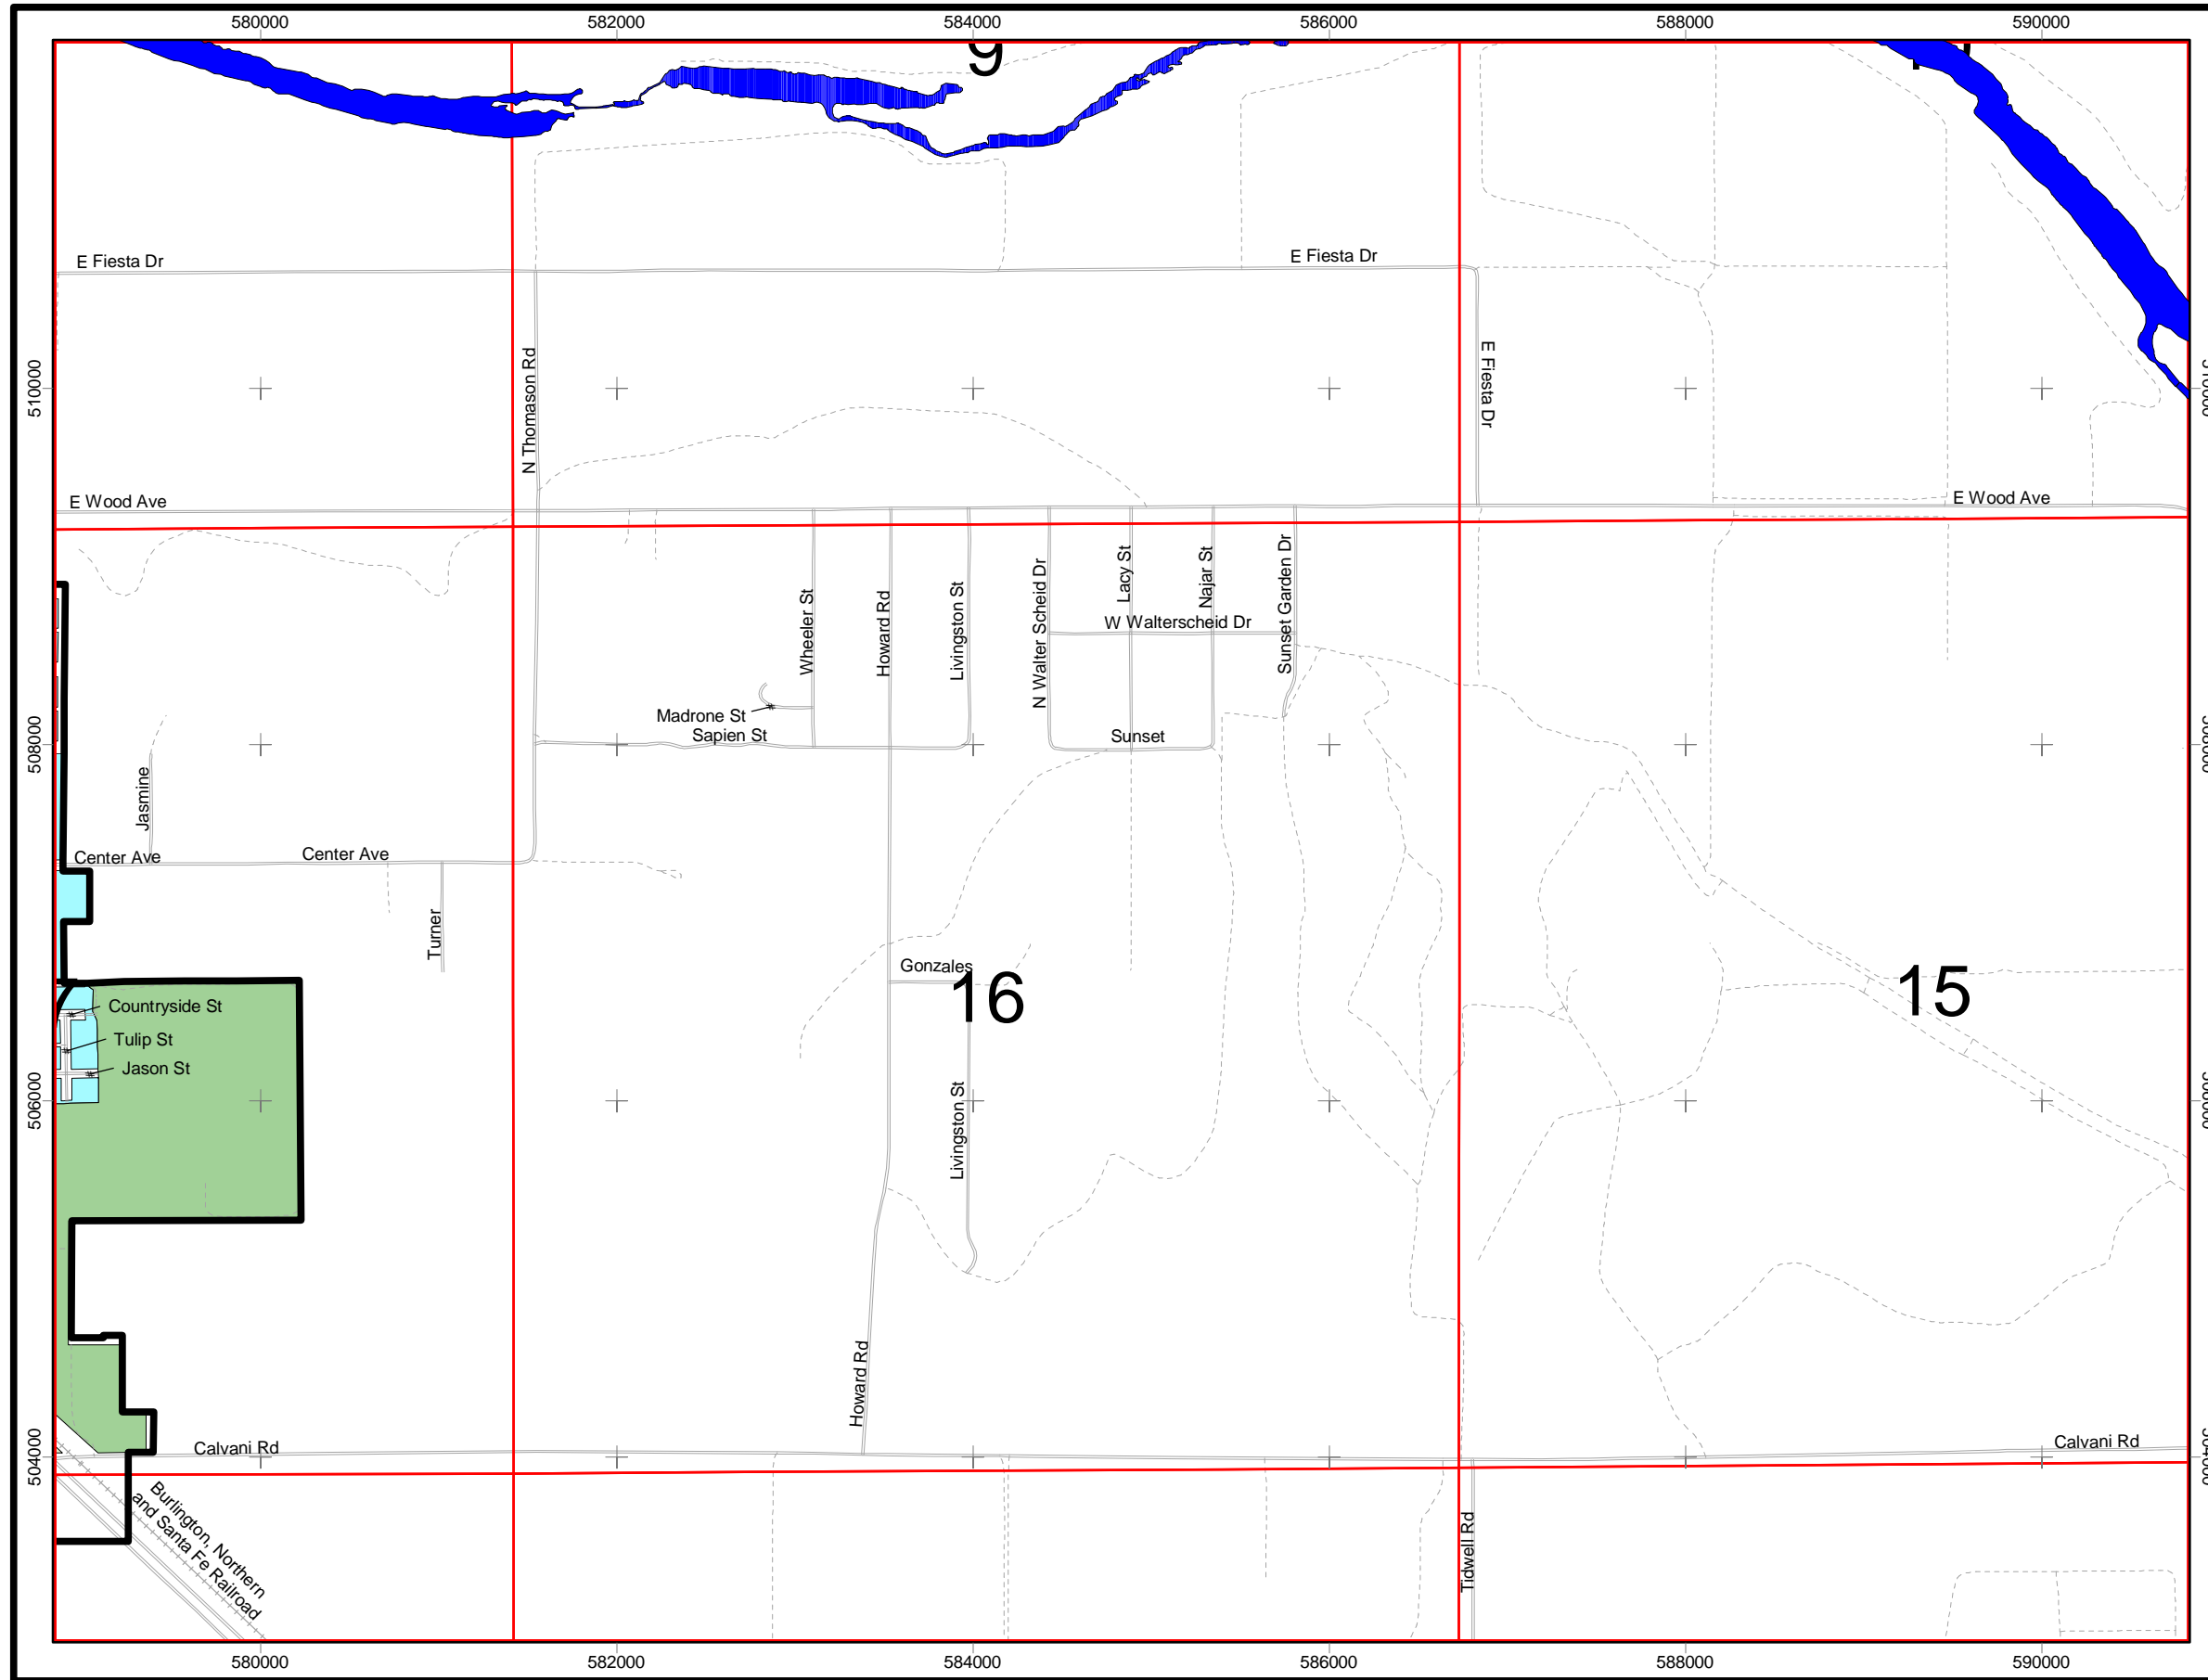 580000
582000
584000
586000
588000
590000
9
E Fiesta Dr
E Fiesta Dr
E Fiesta Dr
510000
N Thomason Rd
E Wood Ave
E Wood Ave
Wheeler St
Howard Rd
Livingston St
N Walter Scheid Dr
Lacy St
Najar St
Sunset Garden Dr
W Walterscheid Dr
Madrone St
Sapien St
Sunset
508000
Jasmine
Center Ave
Center Ave
Turner
Gonzales
16
15
Countryside St
Tulip St
Jason St
506000
Livingston St
Howard Rd
504000
Calvani Rd
Calvani Rd
Burlington, Northern
and Santa Fe Railroad
Tidwell Rd
580000
582000
584000
586000
588000
590000